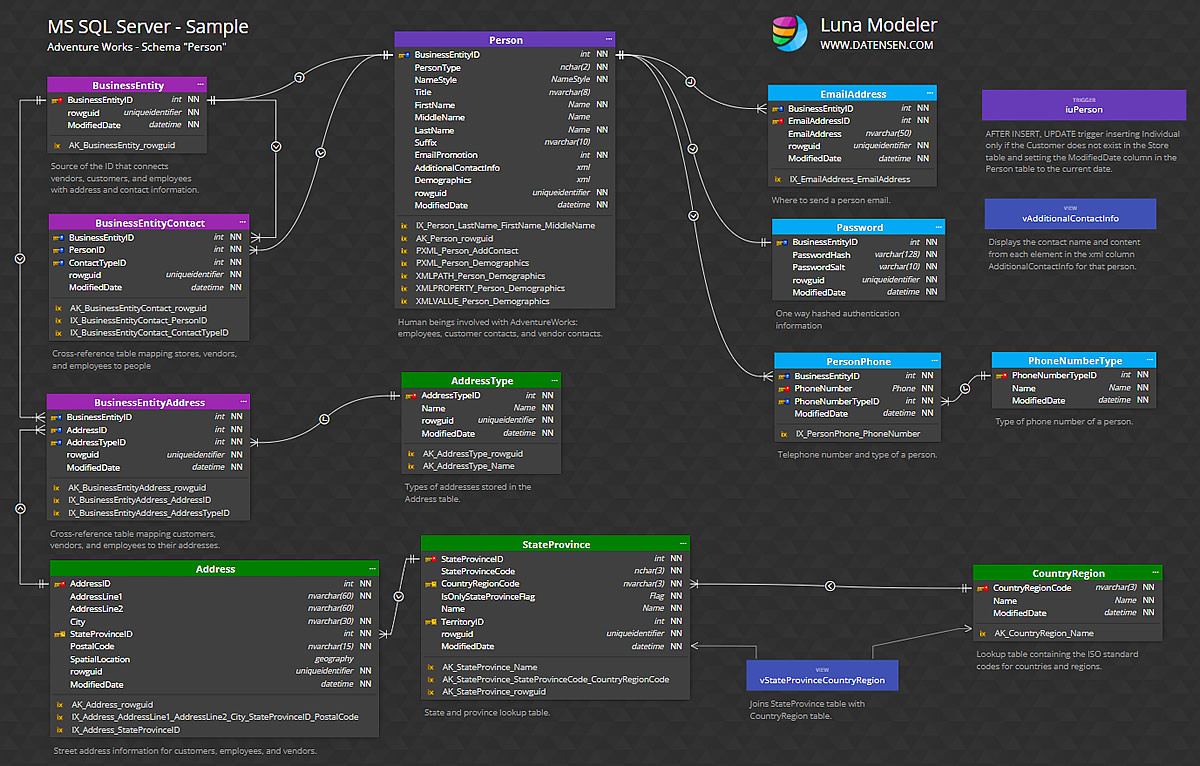 MS SQL Server - Sample
Adventure Works - Schema "Person"
Luna Modeler
WWW.DATENSEN.COM
BusinessEntity
BusinessEntityID int NN
rowguid uniqueidentifier NN
ModifiedDate datetime NN
ix AK_BusinessEntity_rowguid
Source of the ID that connects
vendors, customers, and employees
with address and contact information.
BusinessEntityContact
BusinessEntityID int NN
PersonID int NN
ContactTypeID int NN
rowguid uniqueidentifier NN
ModifiedDate datetime NN
ix AK_BusinessEntityContact_rowguid
ix IX_BusinessEntityContact_PersonID
ix IX_BusinessEntityContact_ContactTypeID
Cross-reference table mapping stores, vendors,
and employees to people
BusinessEntityAddress
BusinessEntityID int NN
AddressID int NN
AddressTypeID int NN
rowguid uniqueidentifier NN
ModifiedDate datetime NN
ix AK_BusinessEntityAddress_rowguid
ix IX_BusinessEntityAddress_AddressID
ix IX_BusinessEntityAddress_AddressTypeID
Cross-reference table mapping customers,
vendors, and employees to their addresses.
Address
AddressID int NN
AddressLine1 nvarchar(60) NN
AddressLine2 nvarchar(60)
City nvarchar(30) NN
StateProvinceID int NN
PostalCode nvarchar(15) NN
SpatialLocation geography
rowguid uniqueidentifier NN
ModifiedDate datetime NN
ix AK_Address_rowguid
ix IX_Address_AddressLine1_AddressLine2_City_StateProvinceID_PostalCode
ix IX_Address_StateProvinceID
Street address information for customers, employees, and vendors.
Person
BusinessEntityID int NN
PersonType nchar(2) NN
NameStyle NameStyle NN
Title nvarchar(8)
FirstName Name NN
MiddleName Name
LastName Name NN
Suffix nvarchar(10)
EmailPromotion int NN
AdditionalContactInfo xml
Demographics xml
rowguid uniqueidentifier NN
ModifiedDate datetime NN
ix IX_Person_LastName_FirstName_MiddleName
ix AK_Person_rowguid
ix PXML_Person_AddContact
ix PXML_Person_Demographics
ix XMLPATH_Person_Demographics
ix XMLPROPERTY_Person_Demographics
ix XMLVALUE_Person_Demographics
Human beings involved with AdventureWorks:
employees, customer contacts, and vendor contacts.
AddressType
AddressTypeID int NN
Name Name NN
rowguid uniqueidentifier NN
ModifiedDate datetime NN
ix AK_AddressType_rowguid
ix AK_AddressType_Name
Types of addresses stored in the
Address table.
StateProvince
StateProvinceID int NN
StateProvinceCode nchar(3) NN
CountryRegionCode nvarchar(3) NN
IsOnlyStateProvinceFlag Flag NN
Name Name NN
TerritoryID int NN
rowguid uniqueidentifier NN
ModifiedDate datetime NN
ix AK_StateProvince_Name
ix AK_StateProvince_StateProvinceCode_CountryRegionCode
ix AK_StateProvince_rowguid
State and province lookup table.
EmailAddress
BusinessEntityID int NN
EmailAddressID int NN
EmailAddress nvarchar(50)
rowguid uniqueidentifier NN
ModifiedDate datetime NN
ix IX_EmailAddress_EmailAddress
Where to send a person email.
Password
BusinessEntityID int NN
PasswordHash varchar(128) NN
PasswordSalt varchar(10) NN
rowguid uniqueidentifier NN
ModifiedDate datetime NN
One way hashed authentication
information
PersonPhone
BusinessEntityID int NN
PhoneNumber Phone NN
PhoneNumberTypeID int NN
ModifiedDate datetime NN
ix IX_PersonPhone_PhoneNumber
Telephone number and type of a person.
TRIGGER
iuPerson
AFTER INSERT, UPDATE trigger inserting Individual
only if the Customer does not exist in the Store
table and setting the ModifiedDate column in the
Person table to the current date.
VIEW
vAdditionalContactInfo
Displays the contact name and content
from each element in the xml column
AdditionalContactInfo for that person.
PhoneNumberType
PhoneNumberTypeID int NN
Name Name NN
ModifiedDate datetime NN
Type of phone number of a person.
CountryRegion
CountryRegionCode nvarchar(3) NN
Name Name NN
ModifiedDate datetime NN
ix AK_CountryRegion_Name
Lookup table containing the ISO standard
codes for countries and regions.
VIEW
vStateProvinceCountryRegion
Joins StateProvince table with
CountryRegion table.